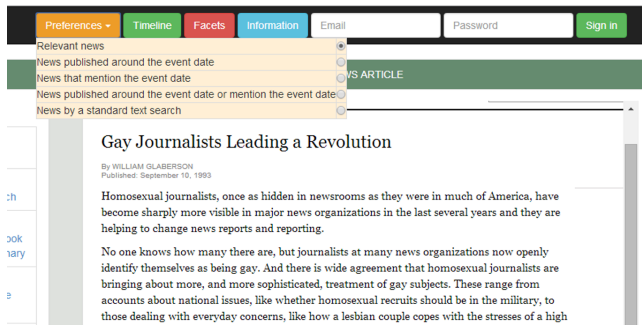 Preferences Timeline Facets Information Email Password Sign in
Relevant news
News published around the event date
News that mention the event date
News published around the event date or mention the event date
News by a standard text search
ARTICLE
Gay Journalists Leading a Revolution
By WILLIAM GLABERSON
Published: September 10, 1993
Homosexual journalists, once as hidden in newsrooms as they were in much of America, have
become sharply more visible in major news organizations in the last several years and they are
helping to change news reports and reporting.
No one knows how many there are, but journalists at many news organizations now openly
identify themselves as being gay. And there is wide agreement that homosexual journalists are
bringing about more, and more sophisticated, treatment of gay subjects. These range from
accounts about national issues, like whether homosexual recruits should be in the military, to
those dealing with everyday concerns, like how a lesbian couple copes with the stresses of a high